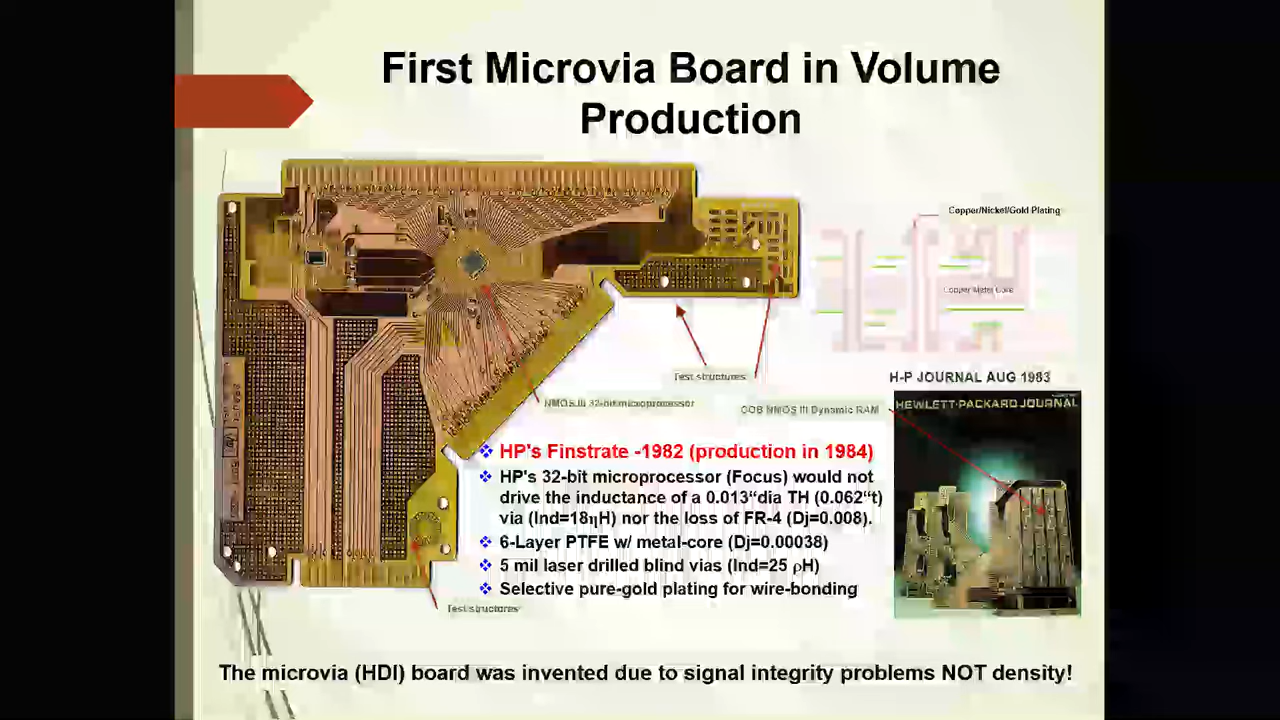 First Microvia Board in Volume
Production
Copper/Nickel/Gold Plating
Copper Metal Core
Test structures
H-P JOURNAL AUG 1983
NMOS III 32-bit microprocessor
COB NMOS III Dynamic RAM
HEWLETT-PACKARD JOURNAL
❖ HP's Finstrate -1982 (production in 1984)
❖ HP's 32-bit microprocessor (Focus) would not
drive the inductance of a 0.013“dia TH (0.062“t)
via (Ind=18ηH) nor the loss of FR-4 (Dj=0.008).
❖ 6-Layer PTFE w/ metal-core (Dj=0.00038)
❖ 5 mil laser drilled blind vias (Ind=25 ρH)
❖ Selective pure-gold plating for wire-bonding
Test structures
The microvia (HDI) board was invented due to signal integrity problems NOT density!